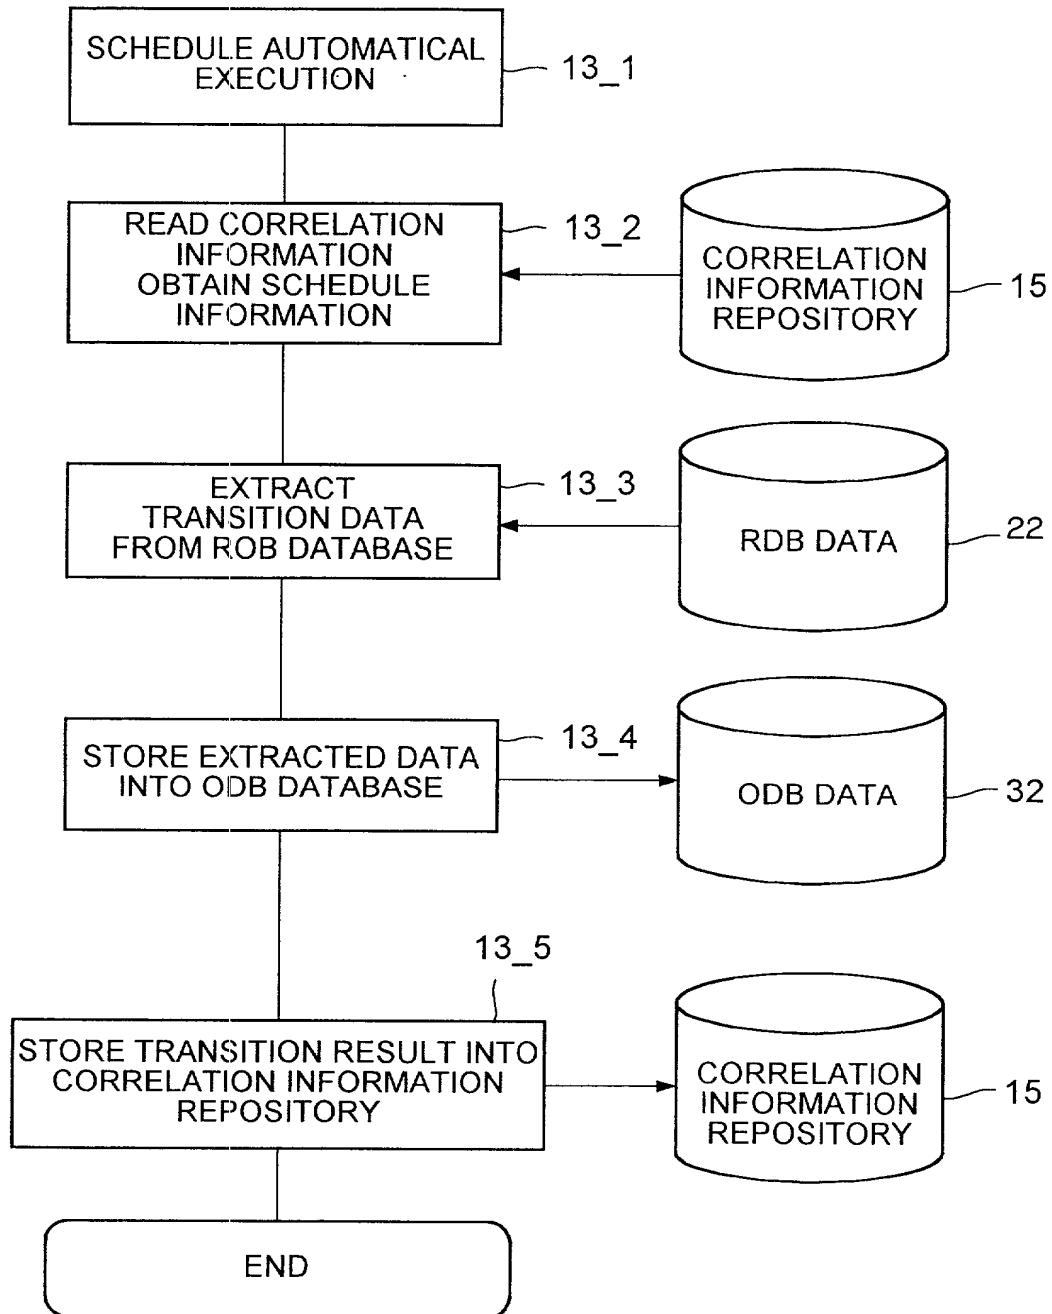 SCHEDULE AUTOMATICAL
EXECUTION
13_1
READ CORRELATION
INFORMATION
OBTAIN SCHEDULE
INFORMATION
13_2
CORRELATION
INFORMATION
REPOSITORY
15
EXTRACT
TRANSITION DATA
FROM ROB DATABASE
13_3
RDB DATA
22
STORE EXTRACTED DATA
INTO ODB DATABASE
13_4
ODB DATA
32
13_5
STORE TRANSITION RESULT INTO
CORRELATION INFORMATION
REPOSITORY
CORRELATION
INFORMATION
REPOSITORY
15
END